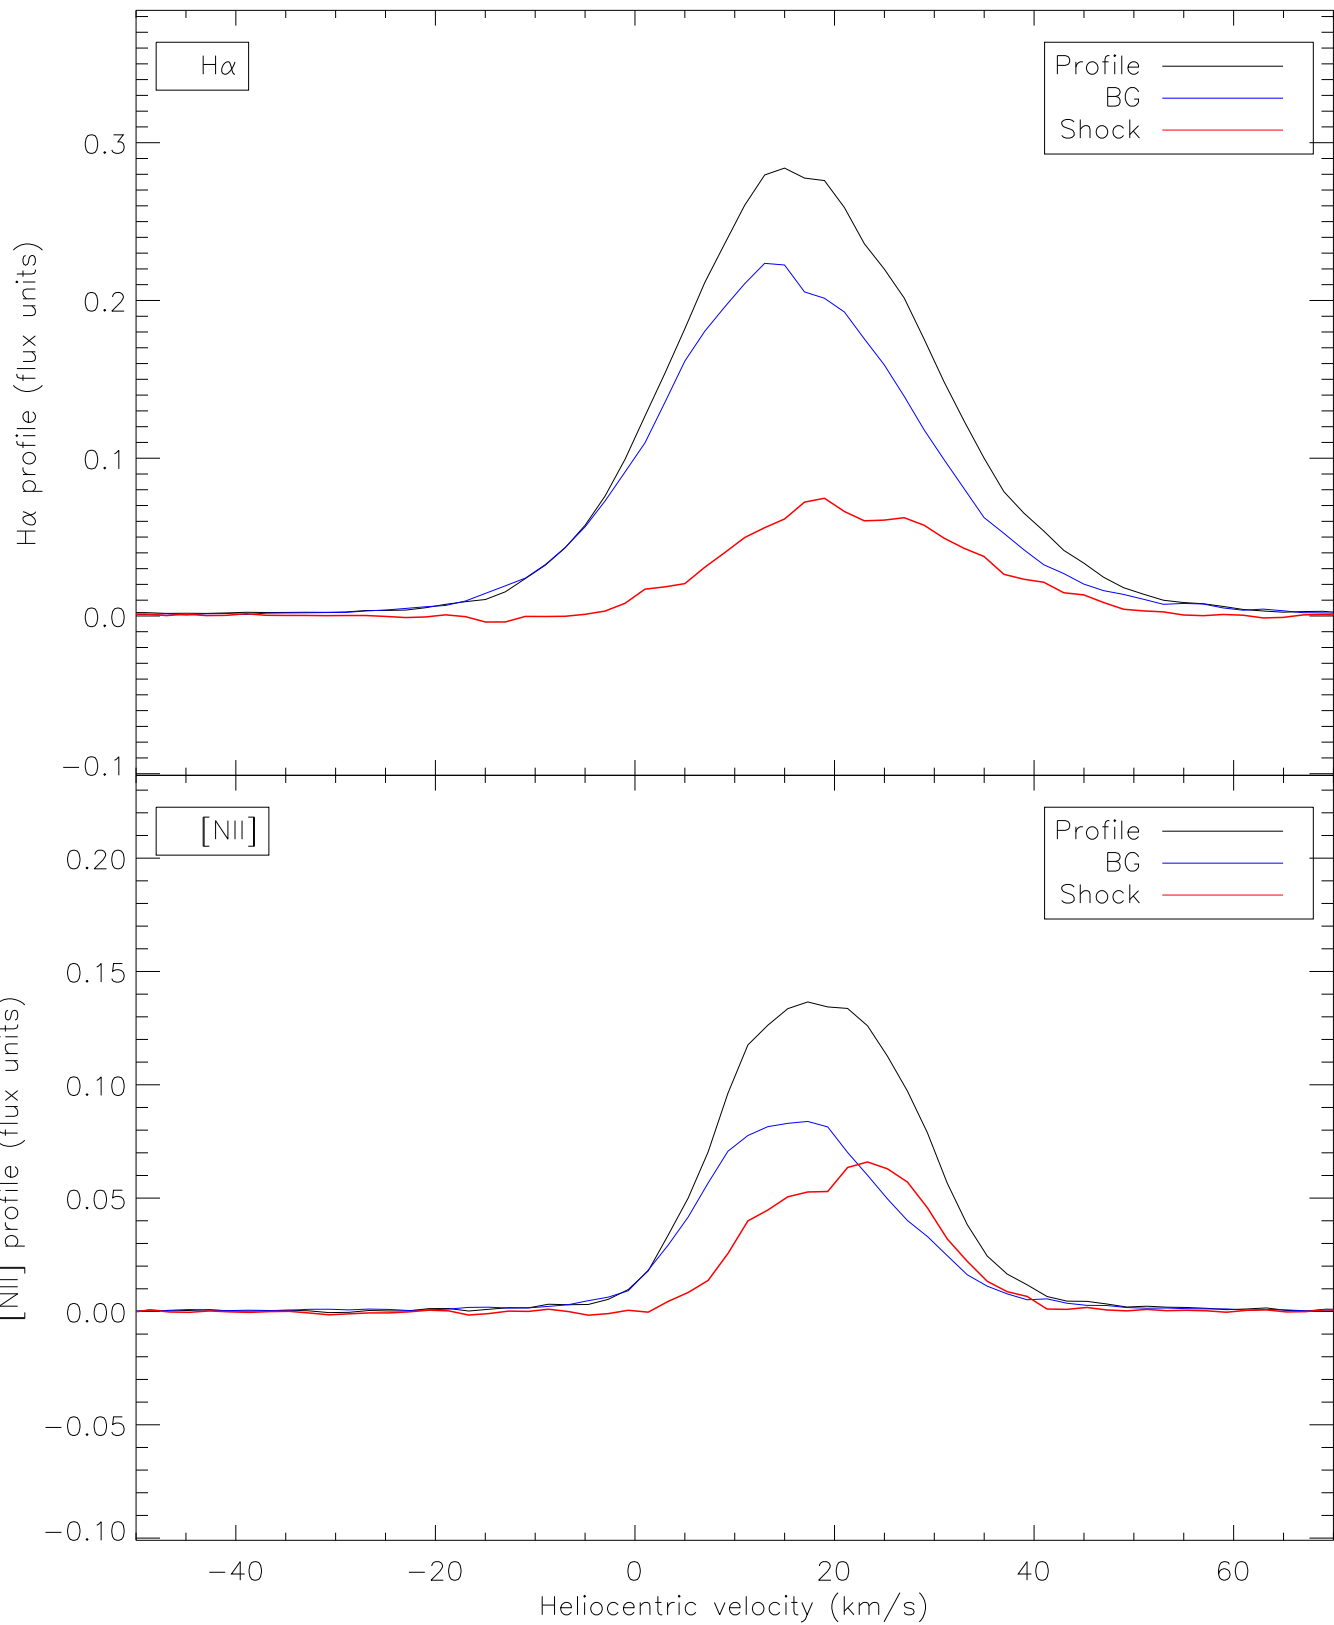 Hα
Profile
BG
Shock
0.3
0.2
0.1
0.0
−0.1
Hα profile (flux units)
[NII]
Profile
BG
Shock
0.20
0.15
0.10
0.05
0.00
−0.05
−0.10
[NII] profile (flux units)
−40 −20 0 20 40 60
Heliocentric velocity (km/s)